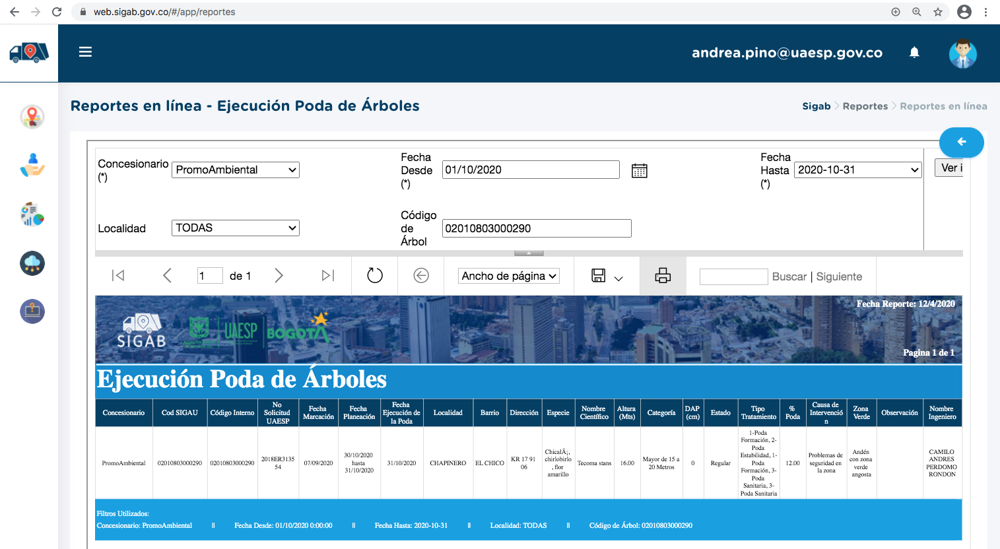 web.sigab.gov.co/#/app/reportes
andrea.pino@uaesp.gov.co
Reportes en línea - Ejecución Poda de Árboles
Sigab > Reportes > Reportes en línea
Concesionario (*)
PromoAmbiental
Fecha Desde (*)
01/10/2020
Fecha Hasta (*)
2020-10-31
Ver i
Localidad
TODAS
Código de Árbol
02010803000290
1 de 1
Ancho de página
Buscar | Siguiente
Fecha Reporte: 12/4/2020
SIGAB
UAESP
BOGOTÁ
Pagina 1 de 1
Ejecución Poda de Árboles
Concesionario Cod SIGAU Código Interno No Solicitud UAESP Fecha Marcación Fecha Planeación Fecha Ejecución de la Poda Localidad Barrio Dirección Especie Nombre Científico Altura (Mts) Categoría DAP (cm) Estado Tipo Tratamiento % Poda Causa de Intervención Zona Verde Observación Nombre Ingeniero
PromoAmbiental 02010803000290 02010803000290 2018ER313554 07/09/2020 30/10/2020 hasta 31/10/2020 31/10/2020 CHAPINERO EL CHICO KR 17 91 06 ChicalÃ¡, chirlobirlo, flor amarillo Tecoma stans 16.00 Mayor de 15 a 20 Metros 0 Regular 1-Poda Formación, 2-Poda Estabilidad, 1-Poda Formación, 3-Poda Sanitaria, 3-Poda Sanitaria 12.00 Problemas de seguridad en la zona Andén con zona verde angosta CAMILO ANDRES PERDOMO RONDON
Filtros Utilizados:
Concesionario: PromoAmbiental || Fecha Desde: 01/10/2020 0:00:00 || Fecha Hasta: 2020-10-31 || Localidad: TODAS || Código de Árbol: 02010803000290